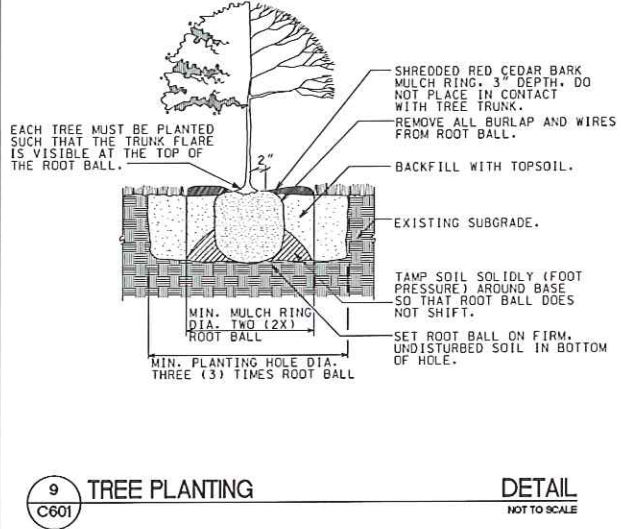 SHREDDED RED CEDAR BARK
MULCH RING. 3" DEPTH. DO
NOT PLACE IN CONTACT
WITH TREE TRUNK.
REMOVE ALL BURLAP AND WIRES
FROM ROOT BALL.
EACH TREE MUST BE PLANTED
SUCH THAT THE TRUNK FLARE
IS VISIBLE AT THE TOP OF
THE ROOT BALL.
2"
BACKFILL WITH TOPSOIL.
EXISTING SUBGRADE.
TAMP SOIL SOLIDLY (FOOT
PRESSURE) AROUND BASE
SO THAT ROOT BALL DOES
NOT SHIFT.
MIN. MULCH RING
DIA. TWO (2X)
ROOT BALL
SET ROOT BALL ON FIRM,
UNDISTURBED SOIL IN BOTTOM
OF HOLE.
MIN. PLANTING HOLE DIA.
THREE (3) TIMES ROOT BALL
9
C601
TREE PLANTING
DETAIL
NOT TO SCALE